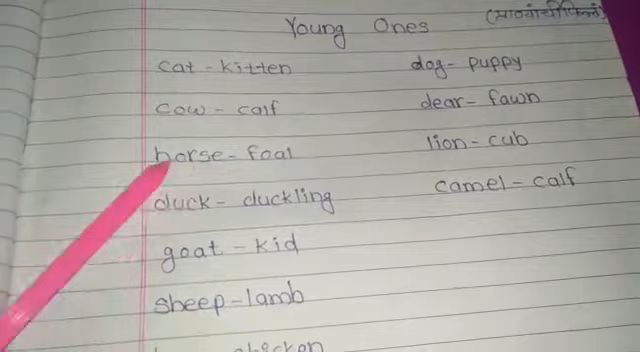 Young Ones
cat - kitten
cow - calf
horse - foal
duck - duckling
goat - kid
sheep - lamb
chicken
dog - puppy
dear - fawn
lion - cub
camel - calf